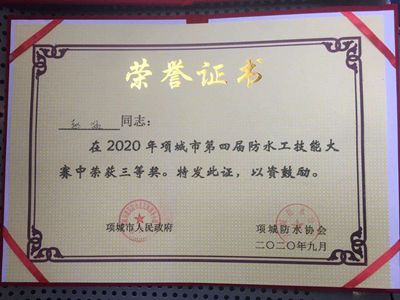 荣誉证书
同志：
在2020年项城市第四届防水工技能大
赛中荣获三等奖。特发此证，以资鼓励。
项城市人民政府 项城防水协会
二〇二〇年九月